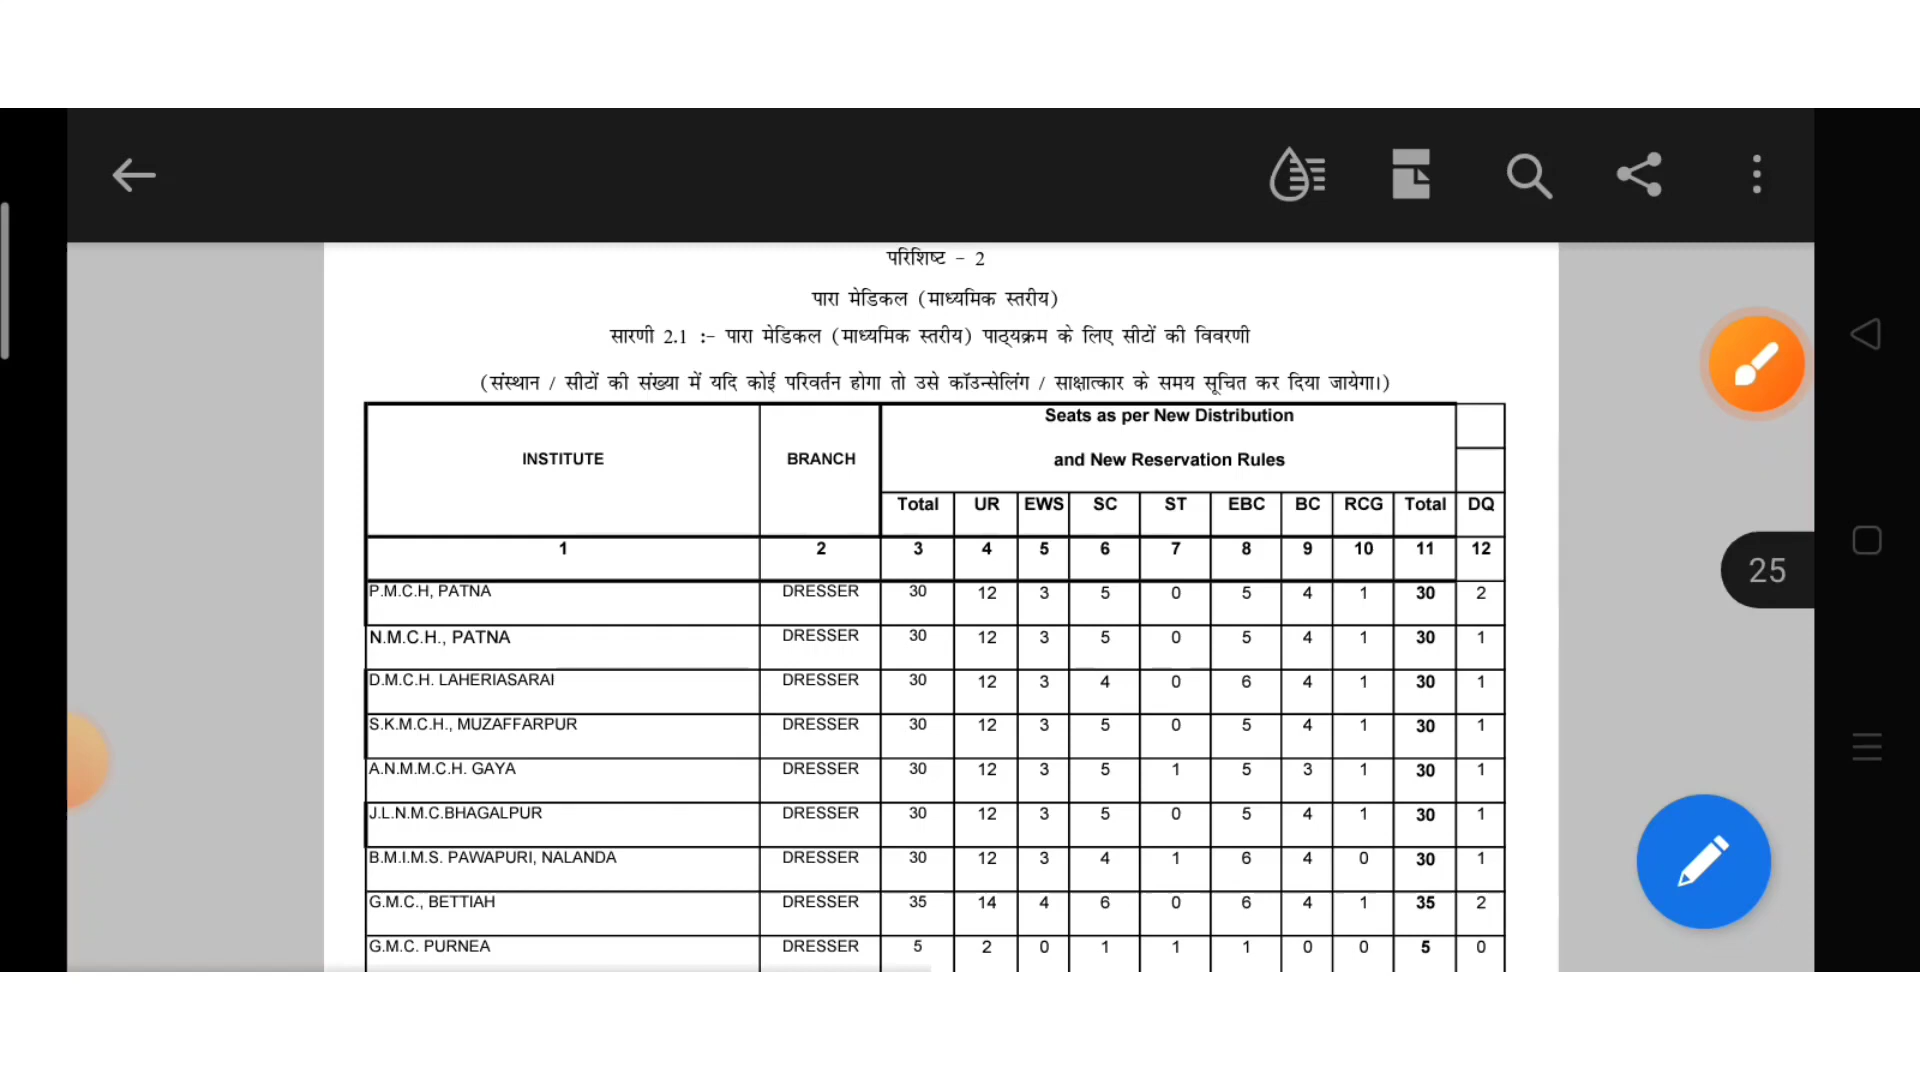 परिशिष्ट - 2
पारा मेडिकल (माध्यमिक स्तरीय)
सारणी 2.1 :- पारा मेडिकल (माध्यमिक स्तरीय) पाठ्यक्रम के लिए सीटों की विवरणी
(संस्थान / सीटों की संख्या में यदि कोई परिवर्तन होगा तो उसे कॉउन्सेलिंग / साक्षात्कार के समय सूचित कर दिया जायेगा।)
INSTITUTE BRANCH Seats as per New Distribution
and New Reservation Rules
Total UR EWS SC ST EBC BC RCG Total DQ
1 2 3 4 5 6 7 8 9 10 11 12
P.M.C.H, PATNA DRESSER 30 12 3 5 0 5 4 1 30 2
N.M.C.H., PATNA DRESSER 30 12 3 5 0 5 4 1 30 1
D.M.C.H. LAHERIASARAI DRESSER 30 12 3 4 0 6 4 1 30 1
S.K.M.C.H., MUZAFFARPUR DRESSER 30 12 3 5 0 5 4 1 30 1
A.N.M.M.C.H. GAYA DRESSER 30 12 3 5 1 5 3 1 30 1
J.L.N.M.C.BHAGALPUR DRESSER 30 12 3 5 0 5 4 1 30 1
B.M.I.M.S. PAWAPURI, NALANDA DRESSER 30 12 3 4 1 6 4 0 30 1
G.M.C., BETTIAH DRESSER 35 14 4 6 0 6 4 1 35 2
G.M.C. PURNEA DRESSER 5 2 0 1 1 1 0 0 5 0
25